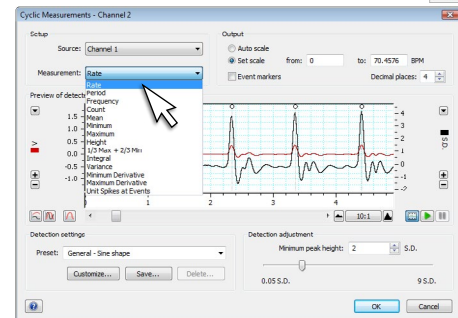 Cyclic Measurements - Channel 2
Setup
Source: Channel 1
Measurement: Rate
Output
Auto scale
Set scale from: 0 to: 70.4576 BPM
Event markers Decimal places: 4
Preview of detect
Rate
Period
Frequency
Count
Mean
Minimum
Maximum
Height
1/3 Max + 2/3 Min
Integral
Variance
Minimum Derivative
Maximum Derivative
Unit Spikes at Events
1.5
1.0
0.5
0.0
-0.5
-1.0
V
4
3
2
1
0
-1
-2
S.D.
1 2 3 4
10:1
Detection settings
Preset: General - Sine shape
Customize... Save... Delete...
Detection adjustment
Minimum peak height: 2 S.D.
0.05 S.D. 9 S.D.
OK Cancel